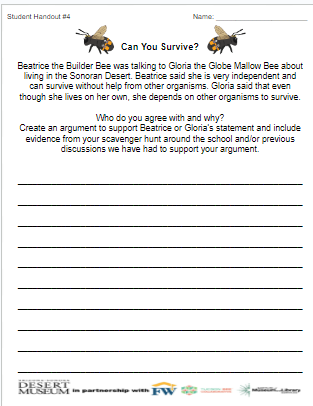 Student Handout #4 Name: ____________________
Can You Survive?
Beatrice the Builder Bee was talking to Gloria the Globe Mallow Bee about
living in the Sonoran Desert. Beatrice said she is very independent and
can survive without help from other organisms. Gloria said that even
though she lives on her own, she depends on other organisms to survive.
Who do you agree with and why?
Create an argument to support Beatrice or Gloria's statement and include
evidence from your scavenger hunt around the school and/or previous
discussions we have had to support your argument.
DESERT
MUSEUM in partnership with FW